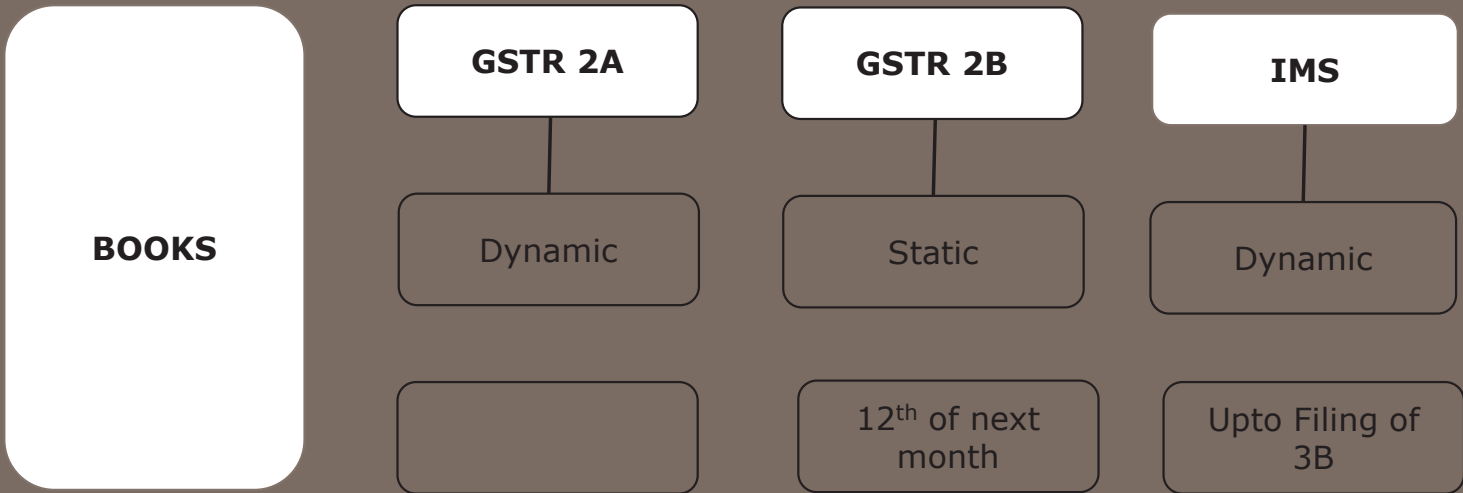 BOOKS
GSTR 2A
GSTR 2B
IMS
Dynamic
Static
Dynamic
12th of next
month
Upto Filing of
3B